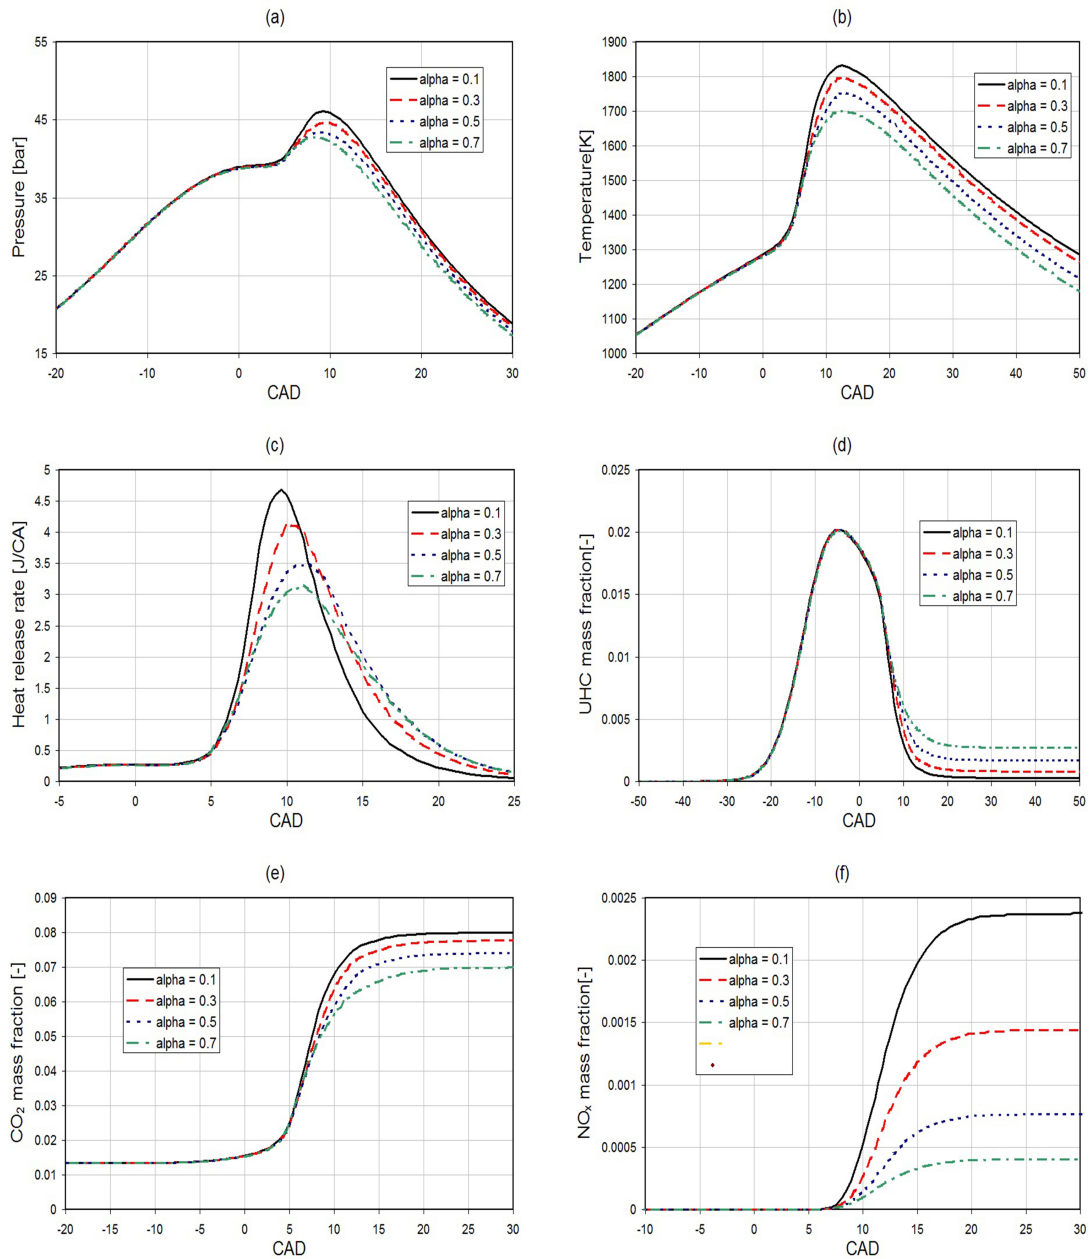 (a)
55
45
35
25
15
Pressure [bar]
-20 -10 0 10 20 30
CAD
alpha = 0.1
alpha = 0.3
alpha = 0.5
alpha = 0.7
(b)
1900
1800
1700
1600
1500
1400
1300
1200
1100
1000
Temperature[K]
-20 -10 0 10 20 30 40 50
CAD
alpha = 0.1
alpha = 0.3
alpha = 0.5
alpha = 0.7
(c)
5
4.5
4
3.5
3
2.5
2
1.5
1
0.5
0
Heat release rate [J/CA]
-5 0 5 10 15 20 25
CAD
alpha = 0.1
alpha = 0.3
alpha = 0.5
alpha = 0.7
(d)
0.025
0.02
0.015
0.01
0.005
0
UHC mass fraction[-]
-50 -40 -30 -20 -10 0 10 20 30 40 50
CAD
alpha = 0.1
alpha = 0.3
alpha = 0.5
alpha = 0.7
(e)
0.09
0.08
0.07
0.06
0.05
0.04
0.03
0.02
0.01
0
CO₂ mass fraction [-]
-20 -15 -10 -5 0 5 10 15 20 25 30
CAD
alpha = 0.1
alpha = 0.3
alpha = 0.5
alpha = 0.7
(f)
0.0025
0.002
0.0015
0.001
0.0005
0
NOₓ mass fraction[-]
-10 -5 0 5 10 15 20 25 30
CAD
alpha = 0.1
alpha = 0.3
alpha = 0.5
alpha = 0.7